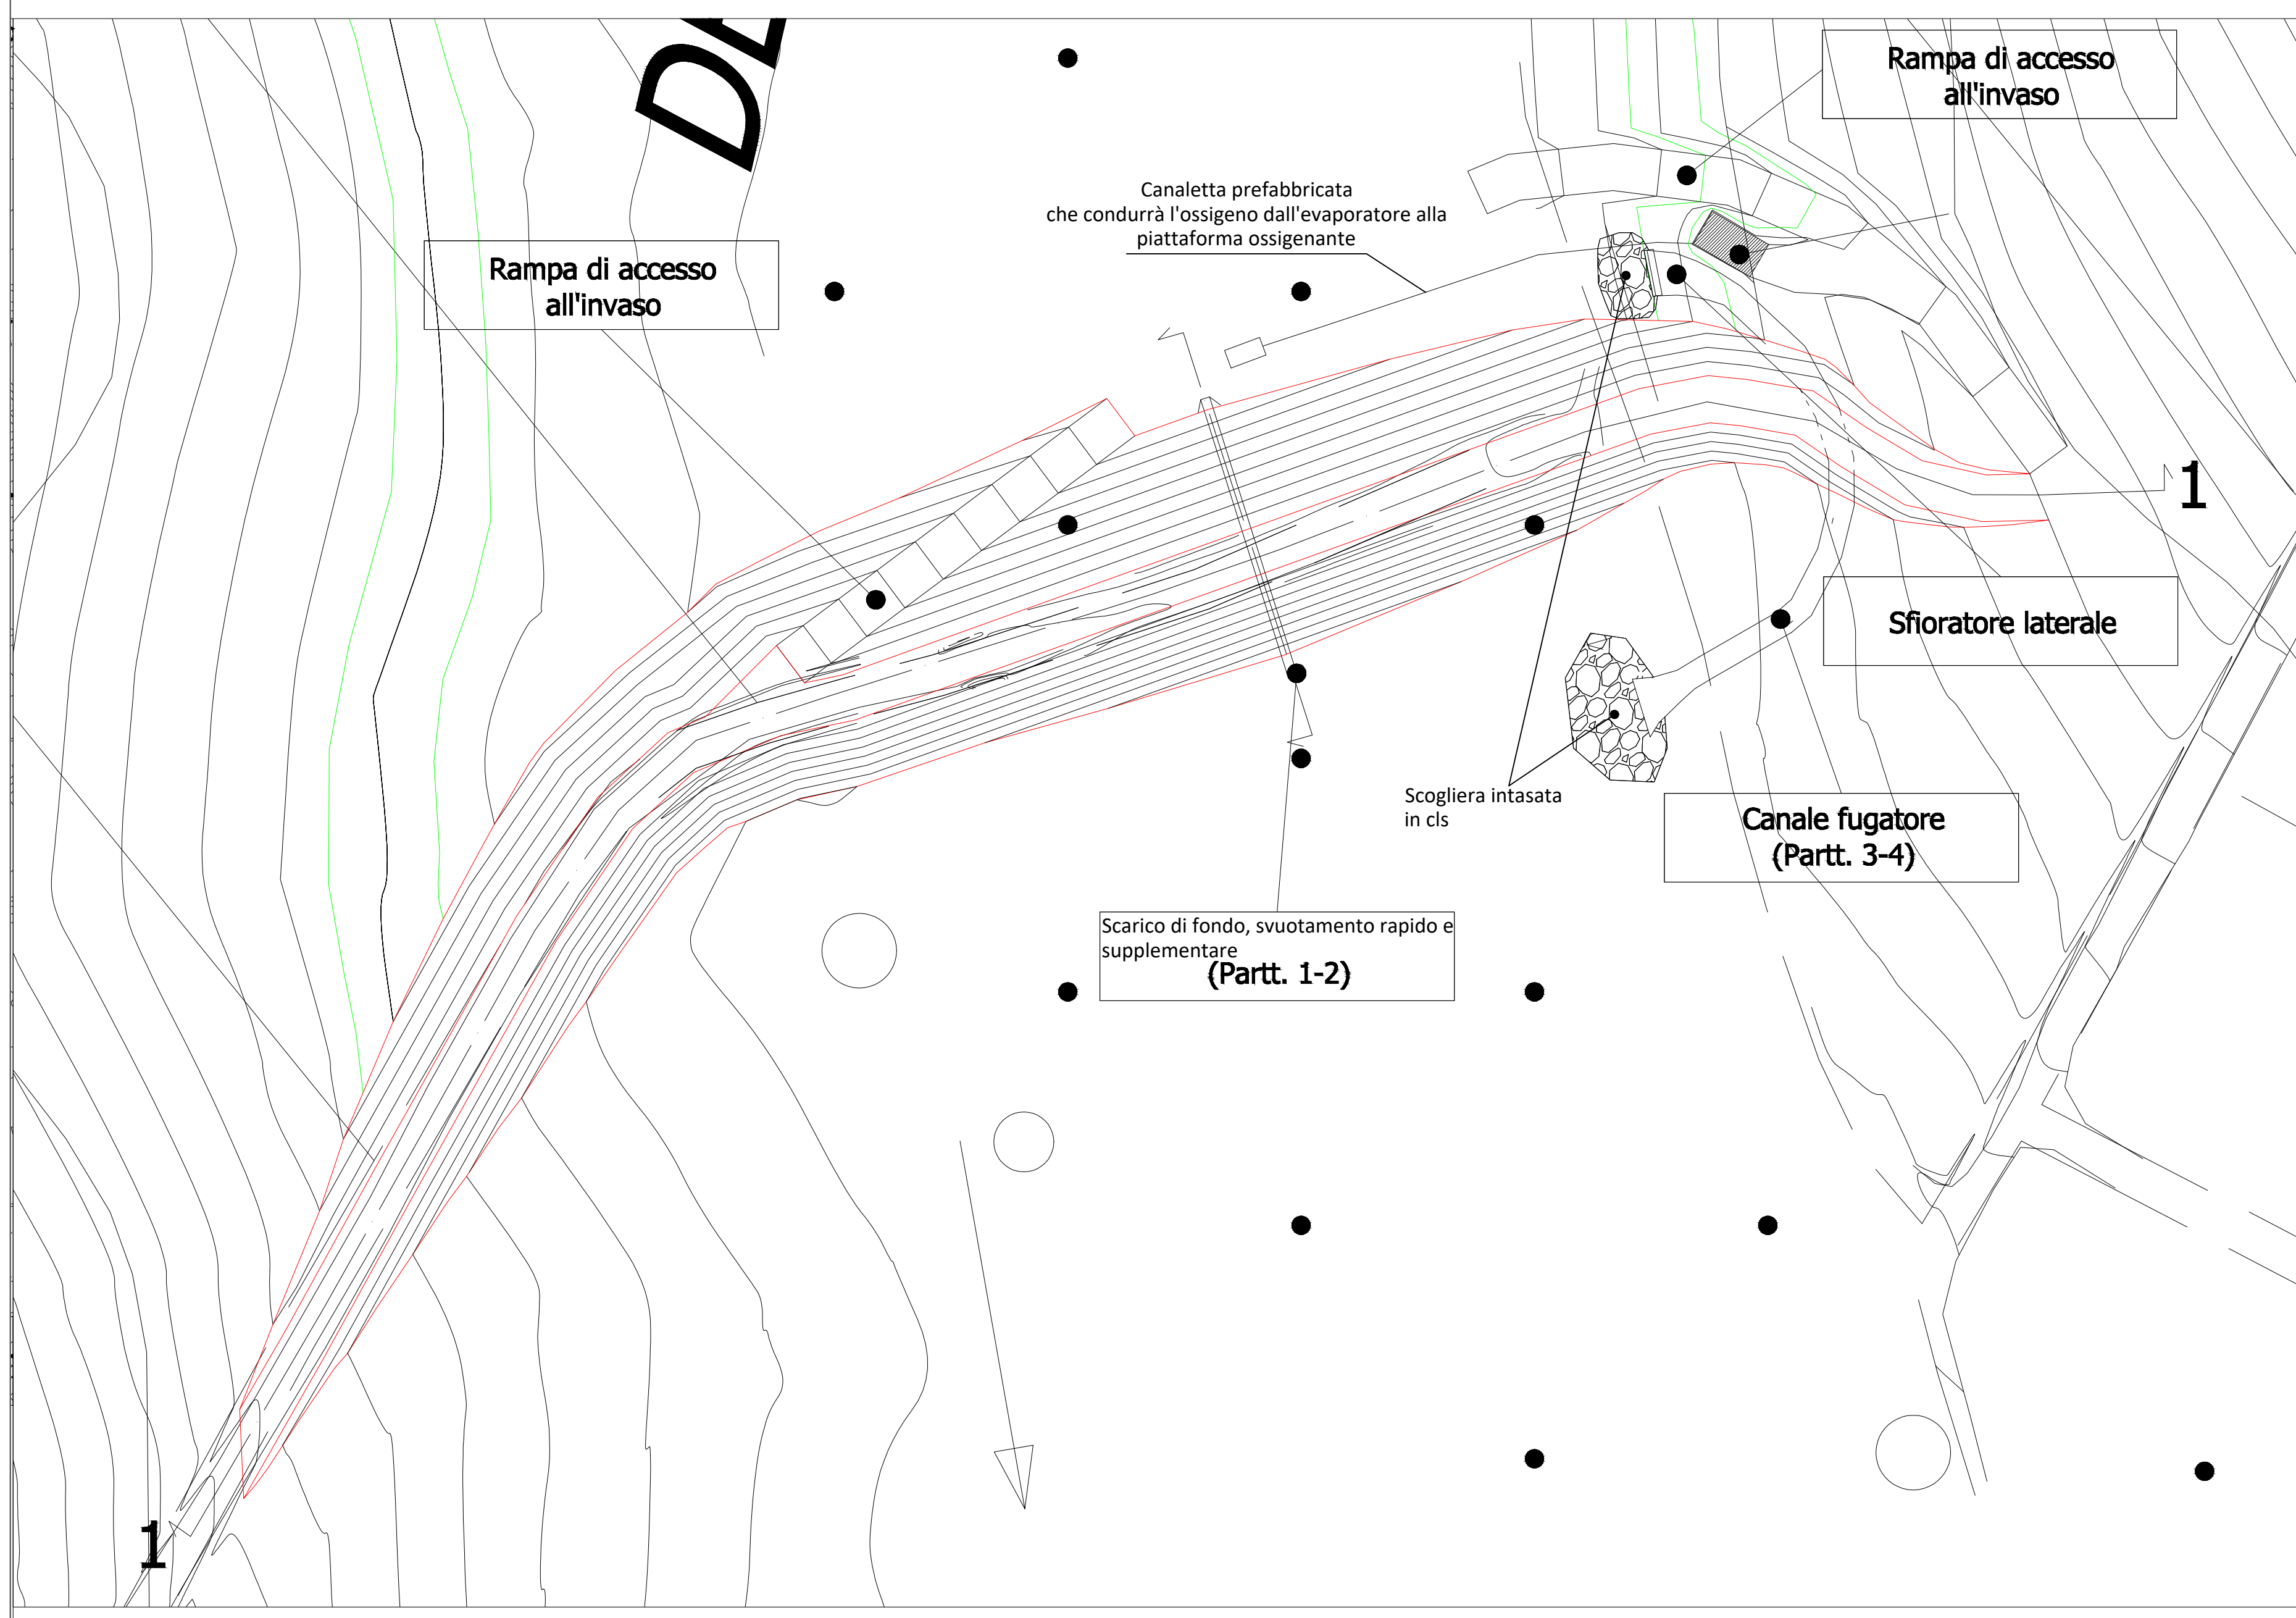 Rampa di accesso
all'invaso
Canaletta prefabbricata
che condurrà l'ossigeno dall'evaporatore alla
piattaforma ossigenante
Rampa di accesso
all'invaso
1
Sfioratore laterale
Scogliera intasata
in cls
Canale fugatore
(Partt. 3-4)
Scarico di fondo, svuotamento rapido e
supplementare
(Partt. 1-2)
1